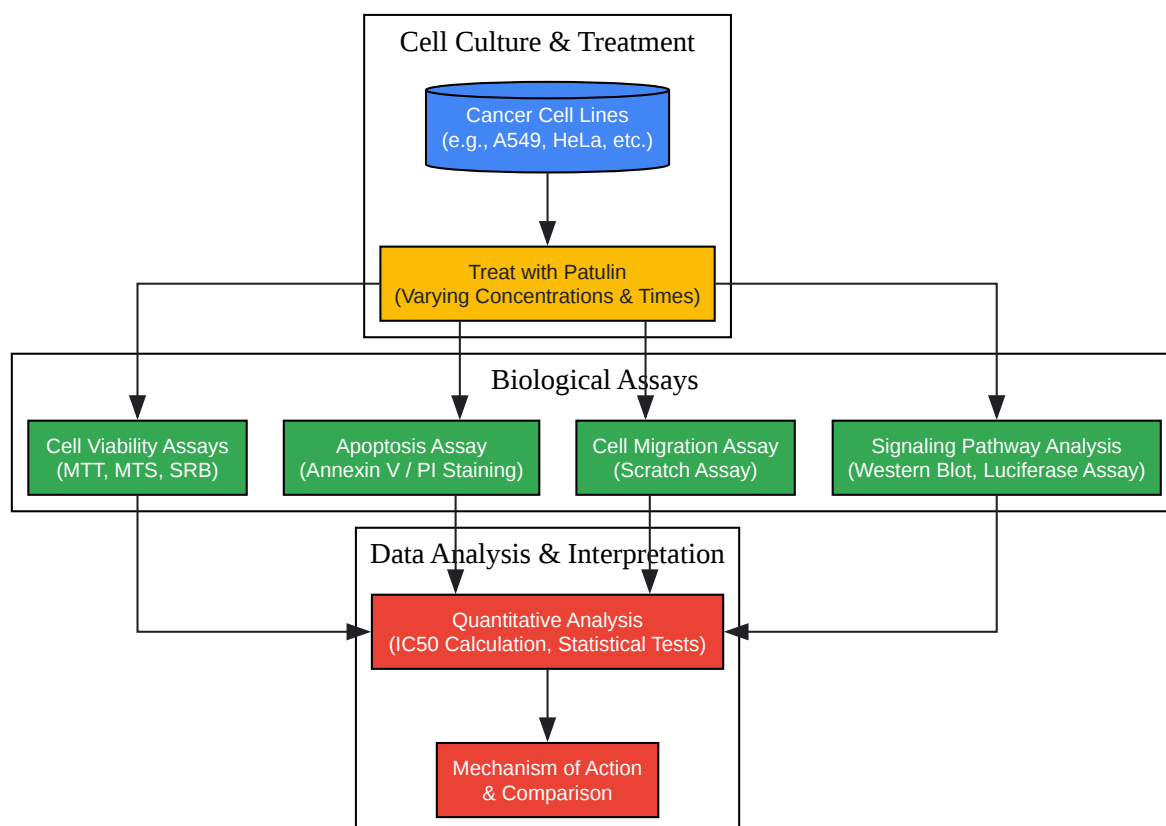 Cell Culture & Treatment
Cancer Cell Lines
(e.g., A549, HeLa, etc.)
Treat with Patulin
(Varying Concentrations & Times)
Biological Assays
Cell Viability Assays
(MTT, MTS, SRB)
Apoptosis Assay
(Annexin V / PI Staining)
Cell Migration Assay
(Scratch Assay)
Signaling Pathway Analysis
(Western Blot, Luciferase Assay)
Data Analysis & Interpretation
Quantitative Analysis
(IC50 Calculation, Statistical Tests)
Mechanism of Action
& Comparison